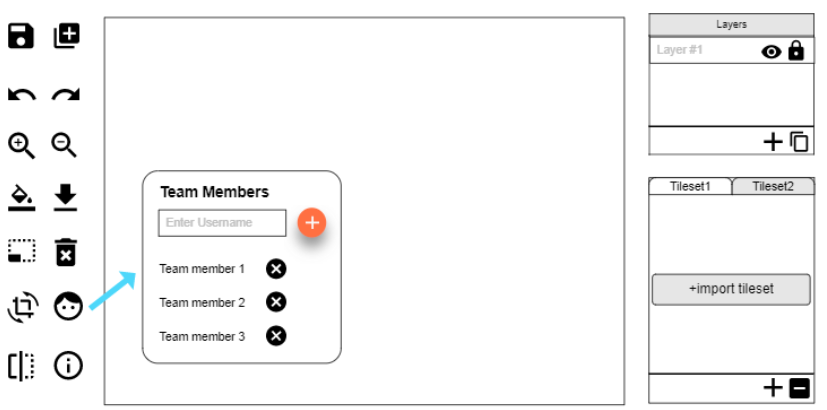 Layers
Layer #1
Team Members
Enter Username
Team member 1
Team member 2
Team member 3
Tileset1 Tileset2
+import tileset